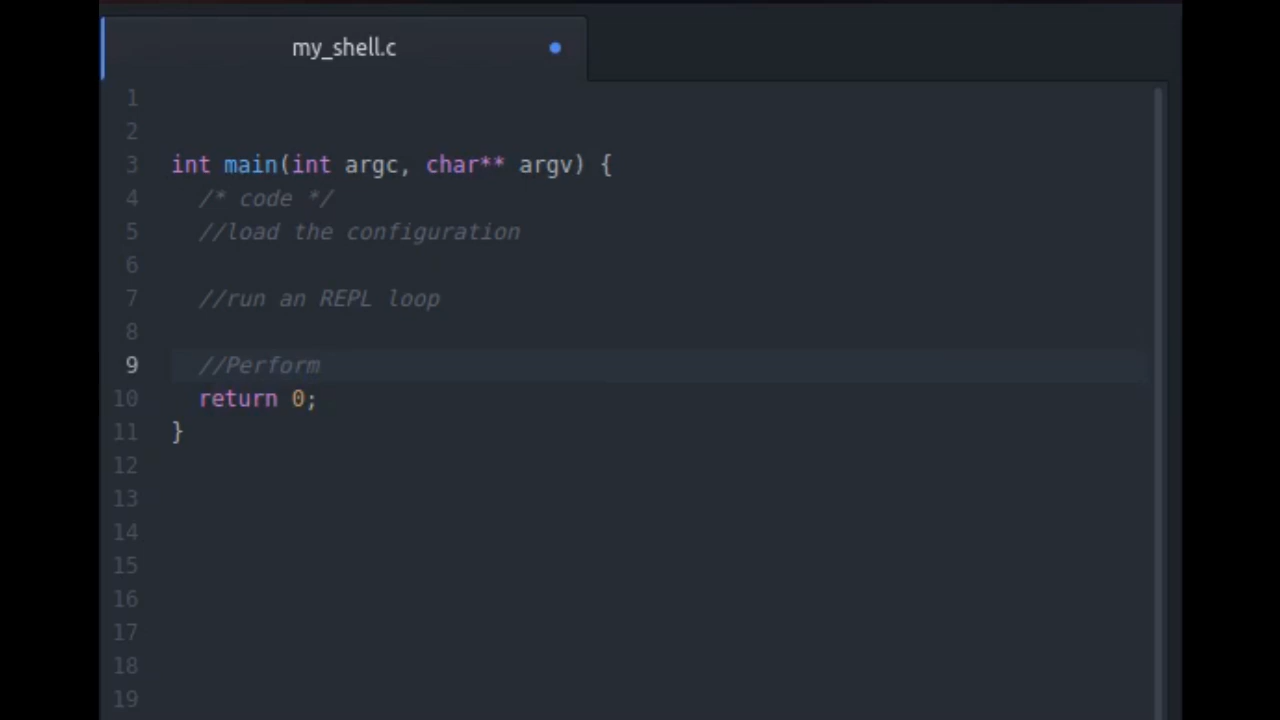 my_shell.c
1
2
3 int main(int argc, char** argv) {
4 /* code */
5 //load the configuration
6
7 //run an REPL loop
8
9 //Perform
10 return 0;
11 }
12
13
14
15
16
17
18
19